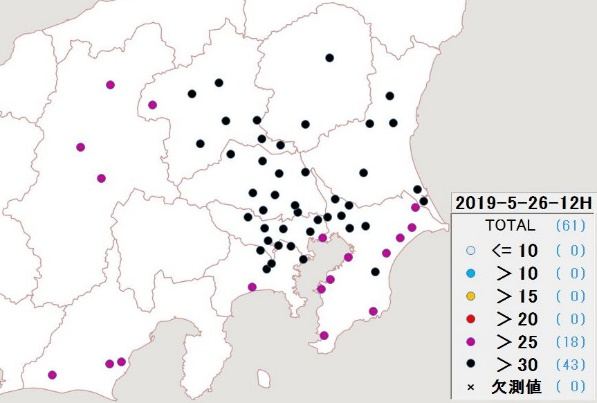 2019-5-26-12H
TOTAL (61)
<= 10 ( 0)
> 10 ( 0)
> 15 ( 0)
> 20 ( 0)
> 25 (18)
> 30 (43)
× 欠測値 ( 0)